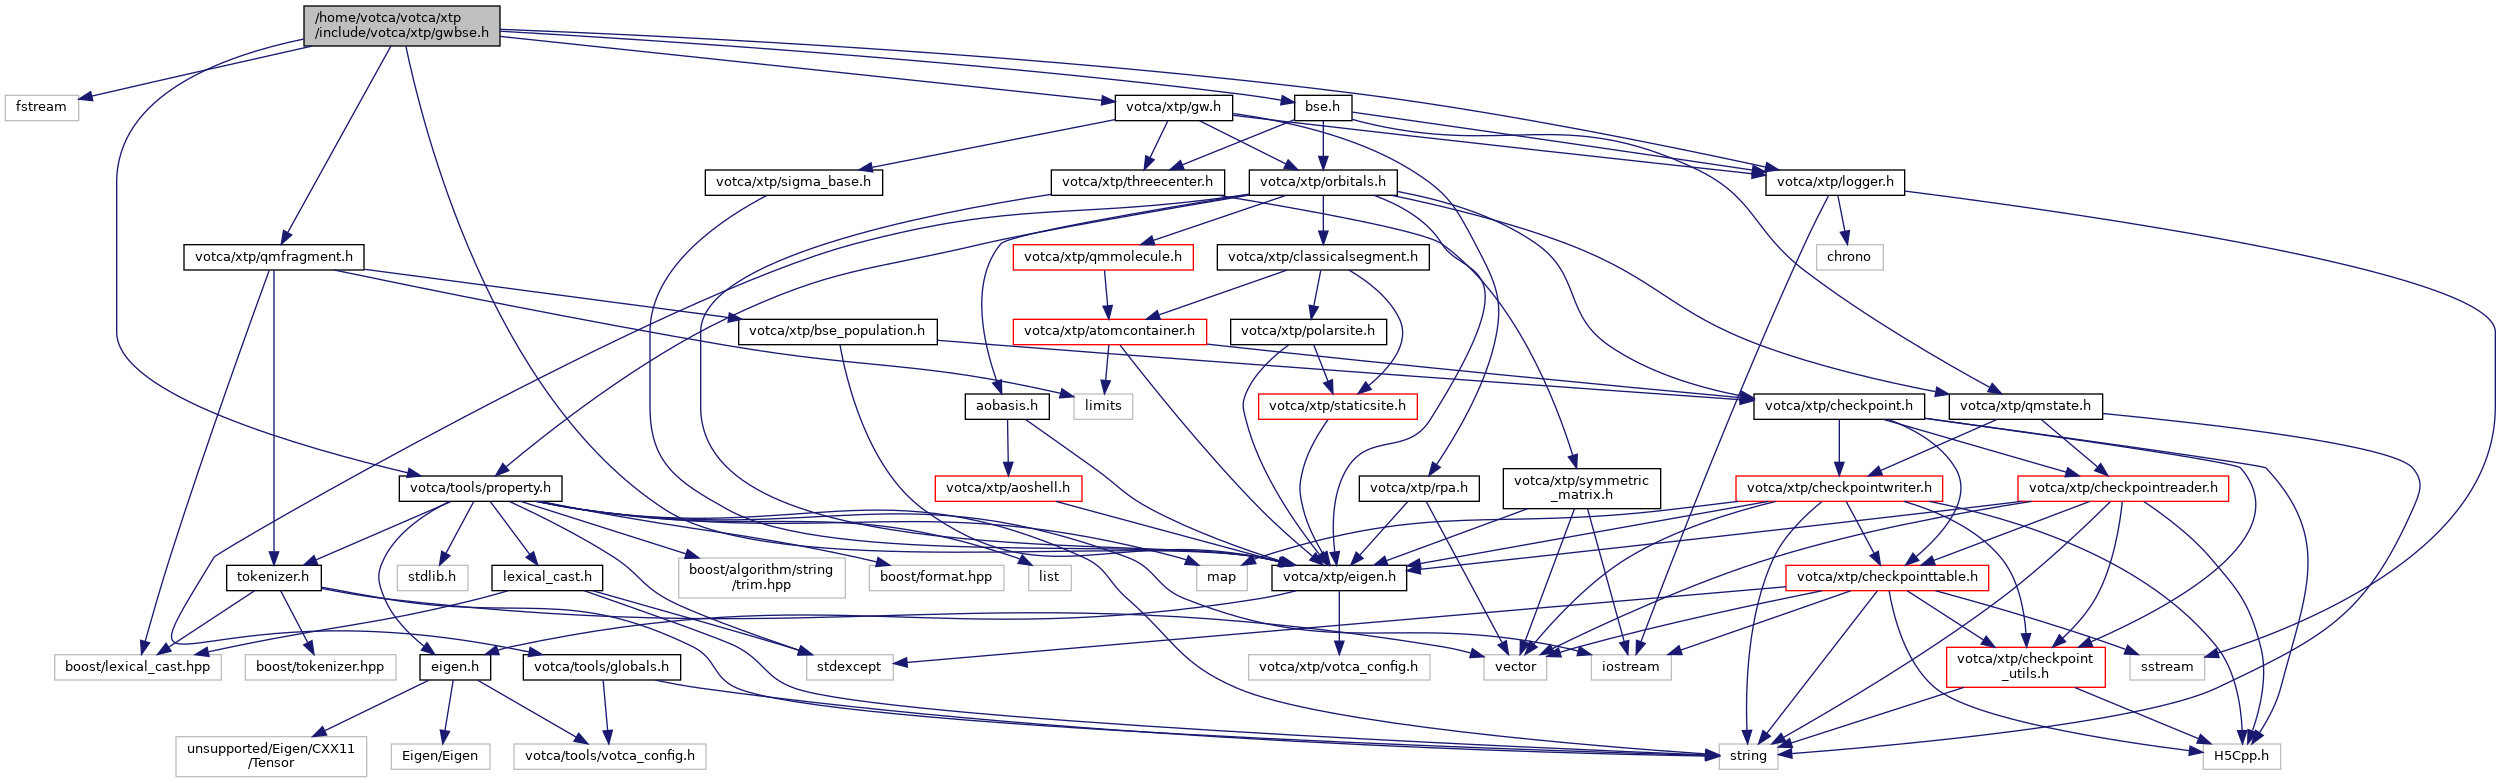 /home/votca/votca/xtp
/include/votca/xtp/gwbse.h
fstream
votca/xtp/gw.h
bse.h
votca/xtp/sigma_base.h
votca/xtp/threecenter.h
votca/xtp/orbitals.h
votca/xtp/logger.h
votca/xtp/qmfragment.h
votca/xtp/qmmolecule.h
votca/xtp/classicalsegment.h
chrono
votca/xtp/bse_population.h
votca/xtp/atomcontainer.h
votca/xtp/polarsite.h
aobasis.h
limits
votca/xtp/staticsite.h
votca/xtp/checkpoint.h
votca/xtp/qmstate.h
votca/tools/property.h
votca/xtp/aoshell.h
votca/xtp/rpa.h
votca/xtp/symmetric
_matrix.h
votca/xtp/checkpointwriter.h
votca/xtp/checkpointreader.h
tokenizer.h
stdlib.h
lexical_cast.h
boost/algorithm/string
/trim.hpp
boost/format.hpp
list
map
votca/xtp/eigen.h
votca/xtp/checkpointtable.h
boost/lexical_cast.hpp
boost/tokenizer.hpp
eigen.h
votca/tools/globals.h
stdexcept
votca/xtp/votca_config.h
vector
iostream
votca/xtp/checkpoint
_utils.h
sstream
unsupported/Eigen/CXX11
/Tensor
Eigen/Eigen
votca/tools/votca_config.h
string
H5Cpp.h